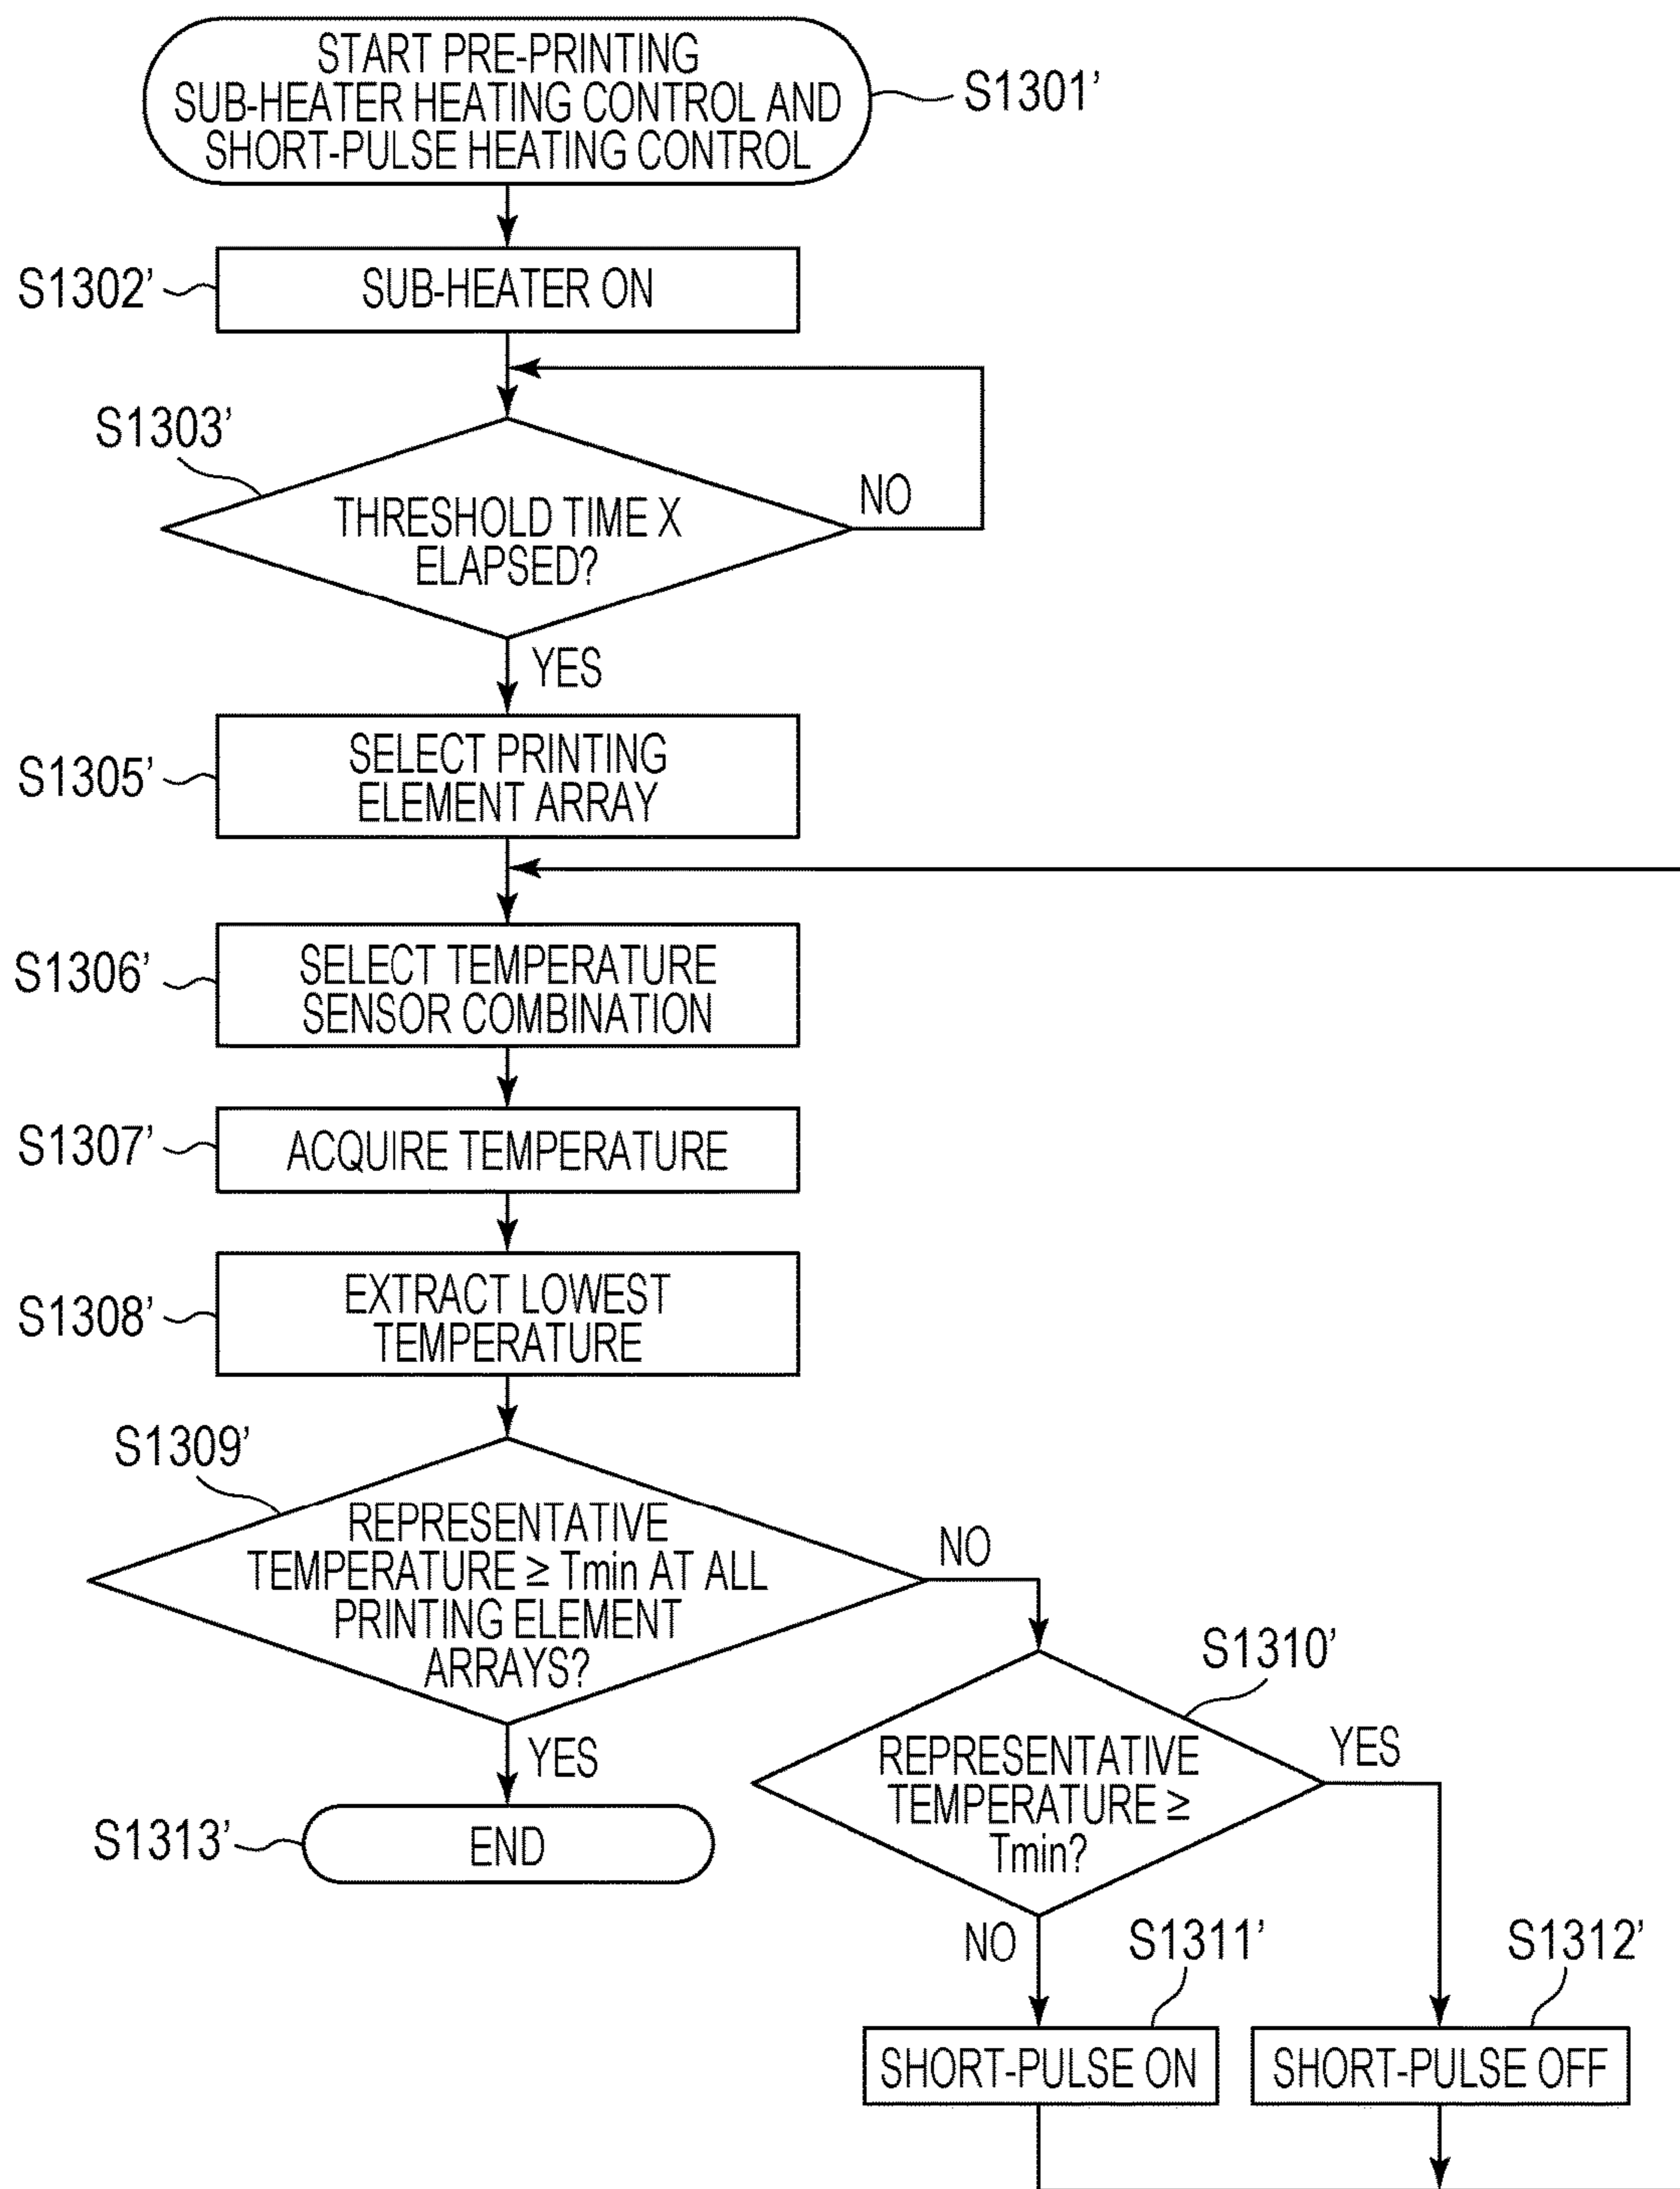 START PRE-PRINTING
SUB-HEATER HEATING CONTROL AND
SHORT-PULSE HEATING CONTROL
S1301'
S1302'
SUB-HEATER ON
S1303'
THRESHOLD TIME X
ELAPSED?
NO
YES
S1305'
SELECT PRINTING
ELEMENT ARRAY
S1306'
SELECT TEMPERATURE
SENSOR COMBINATION
S1307'
ACQUIRE TEMPERATURE
S1308'
EXTRACT LOWEST
TEMPERATURE
S1309'
REPRESENTATIVE
TEMPERATURE ≥ Tmin AT ALL
PRINTING ELEMENT
ARRAYS?
NO
YES
S1313'
END
S1310'
REPRESENTATIVE
TEMPERATURE ≥
Tmin?
YES
NO
S1311'
SHORT-PULSE ON
S1312'
SHORT-PULSE OFF